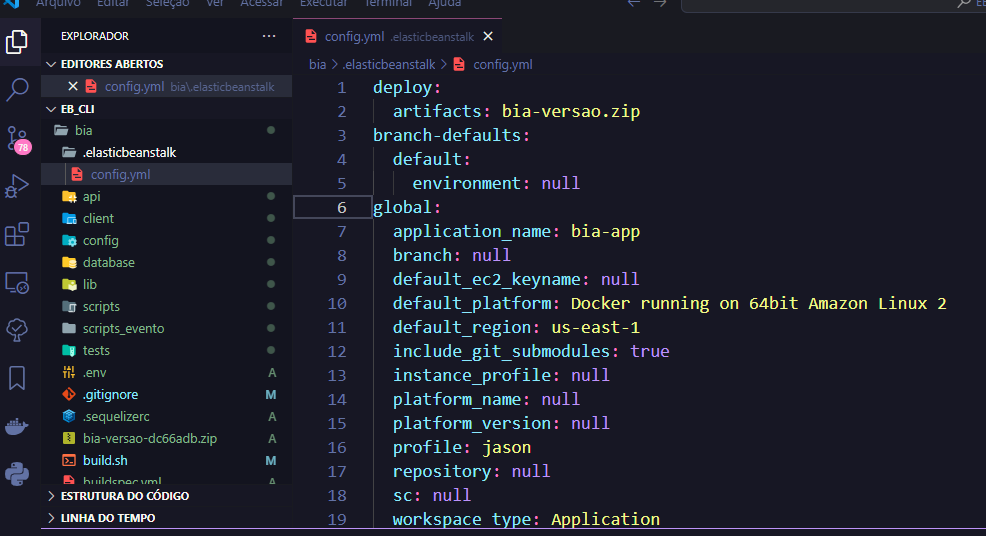 Arquivo Editar Seleção Ver Acessar Executar Terminal Ajuda
EXPLORADOR
EDITORES ABERTOS
config.yml bia\.elasticbeanstalk
EB_CLI
bia
.elasticbeanstalk
config.yml
api
client
config
database
lib
scripts
scripts_evento
tests
.env A
.gitignore M
.sequelizerc A
bia-versao-dc66adb.zip A
build.sh M
buildspec.yml A
ESTRUTURA DO CÓDIGO
LINHA DO TEMPO
78
config.yml .elasticbeanstalk
bia > .elasticbeanstalk > config.yml
1 deploy:
2 artifacts: bia-versao.zip
3 branch-defaults:
4 default:
5 environment: null
6 global:
7 application_name: bia-app
8 branch: null
9 default_ec2_keyname: null
10 default_platform: Docker running on 64bit Amazon Linux 2
11 default_region: us-east-1
12 include_git_submodules: true
13 instance_profile: null
14 platform_name: null
15 platform_version: null
16 profile: jason
17 repository: null
18 sc: null
19 workspace_type: Application